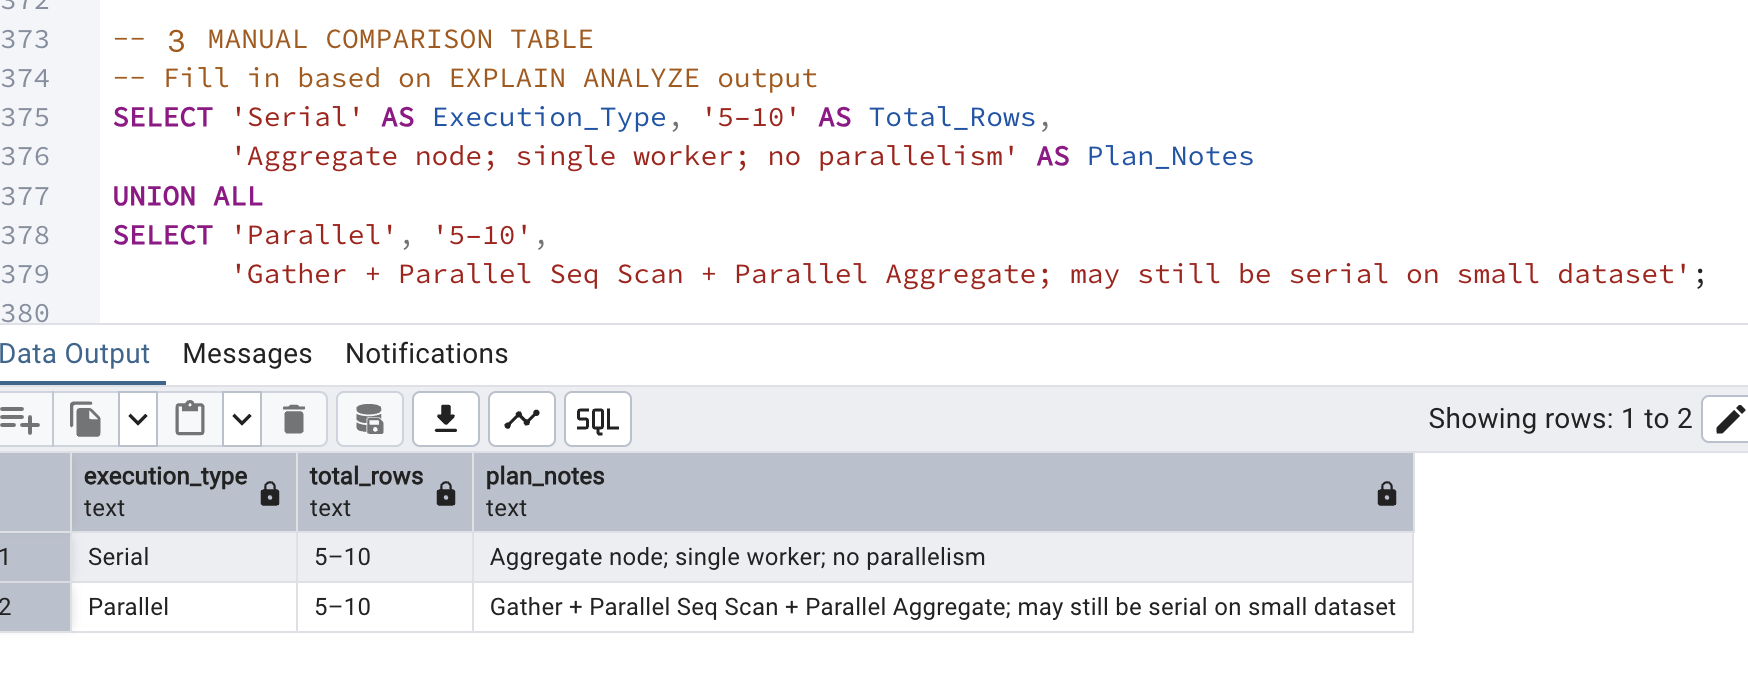 372
373 -- 3 MANUAL COMPARISON TABLE
374 -- Fill in based on EXPLAIN ANALYZE output
375 SELECT 'Serial' AS Execution_Type, '5–10' AS Total_Rows,
376 'Aggregate node; single worker; no parallelism' AS Plan_Notes
377 UNION ALL
378 SELECT 'Parallel', '5–10',
379 'Gather + Parallel Seq Scan + Parallel Aggregate; may still be serial on small dataset';
380
Data Output Messages Notifications
SQL Showing rows: 1 to 2
execution_type total_rows plan_notes
text text text
1 Serial 5–10 Aggregate node; single worker; no parallelism
2 Parallel 5–10 Gather + Parallel Seq Scan + Parallel Aggregate; may still be serial on small dataset